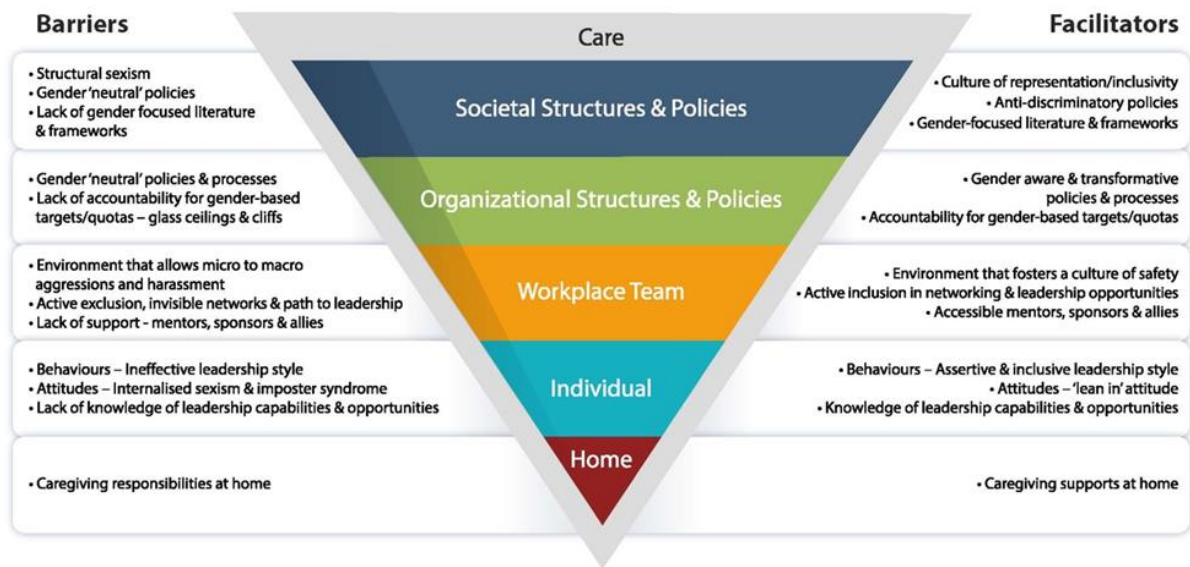 Barriers
Care
Facilitators
• Structural sexism
• Gender ‘neutral’ policies
• Lack of gender focused literature
& frameworks
Societal Structures & Policies
• Culture of representation/inclusivity
• Anti-discriminatory policies
• Gender-focused literature & frameworks
• Gender ‘neutral’ policies & processes
• Lack of accountability for gender-based
targets/quotas – glass ceilings & cliffs
Organizational Structures & Policies
• Gender aware & transformative
policies & processes
• Accountability for gender-based targets/quotas
• Environment that allows micro to macro
aggressions and harassment
• Active exclusion, invisible networks & path to leadership
• Lack of support - mentors, sponsors & allies
Workplace Team
• Environment that fosters a culture of safety
• Active inclusion in networking & leadership opportunities
• Accessible mentors, sponsors & allies
• Behaviours – Ineffective leadership style
• Attitudes – Internalised sexism & imposter syndrome
• Lack of knowledge of leadership capabilities & opportunities
Individual
• Behaviours – Assertive & inclusive leadership style
• Attitudes – ‘lean in’ attitude
• Knowledge of leadership capabilities & opportunities
• Caregiving responsibilities at home
Home
• Caregiving supports at home